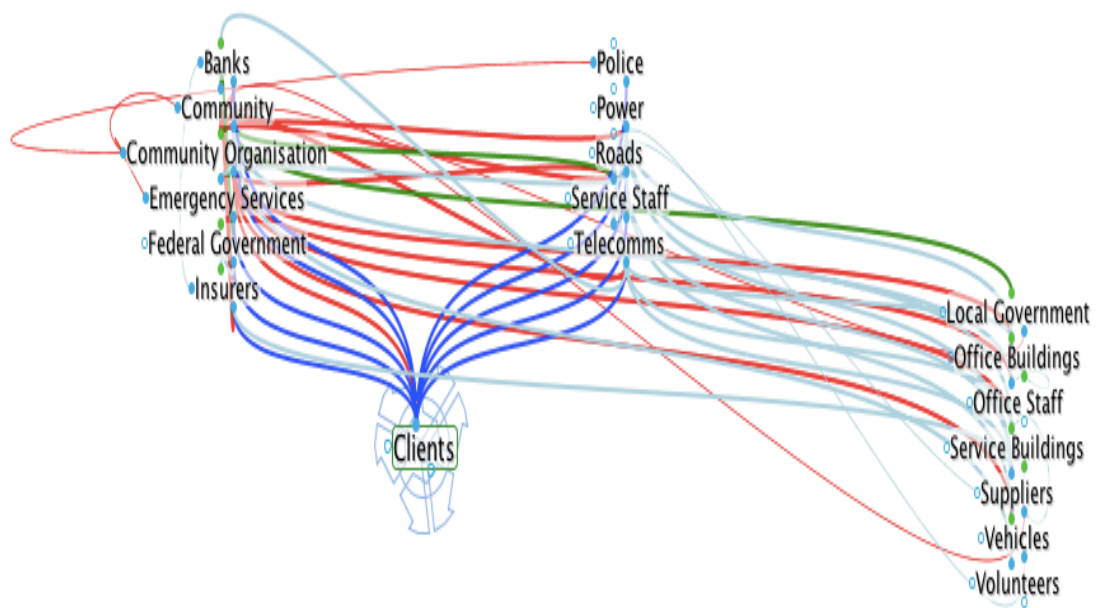 Banks
Community
Community Organisation
Emergency Services
Federal Government
Insurers
Police
Power
Roads
Service Staff
Telecomms
Clients
Local Government
Office Buildings
Office Staff
Service Buildings
Suppliers
Vehicles
Volunteers